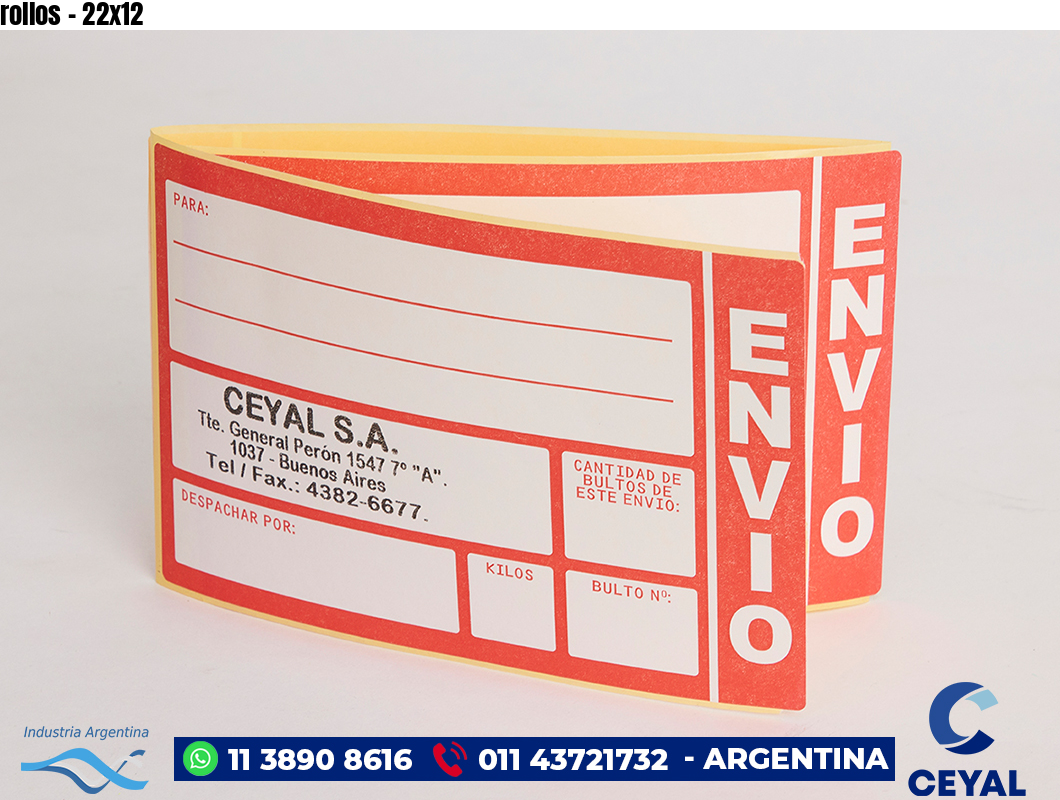 rollos - 22x12
PARA:
CEYAL S.A.
Tte. General Perón 1547 7º "A".
1037 - Buenos Aires
Tel / Fax.: 4382-6677.
DESPACHAR POR:
KILOS
CANTIDAD DE
BULTOS DE
ESTE ENVIO:
BULTO Nº:
ENVIO
ENVIO
Industria Argentina
11 3890 8616 011 43721732 - ARGENTINA
CEYAL